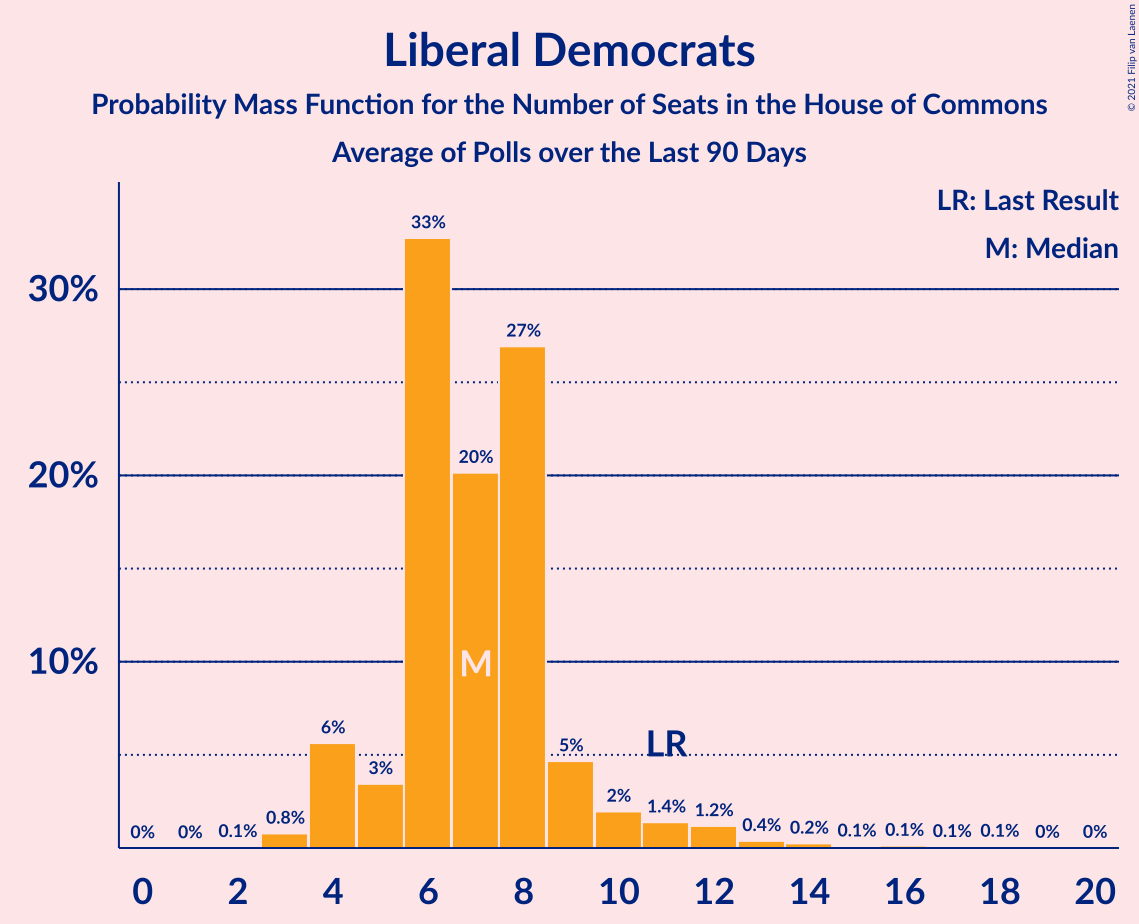 Liberal Democrats
Probability Mass Function for the Number of Seats in the House of Commons
Average of Polls over the Last 90 Days
© 2021 Filip van Laenen
LR: Last Result
M: Median
30%
20%
10%
0%
0%
0.1%
0.8%
6%
3%
33%
20%
27%
5%
2%
1.4%
1.2%
0.4%
0.2%
0.1%
0.1%
0.1%
0.1%
0%
0%
M
LR
0 2 4 6 8 10 12 14 16 18 20